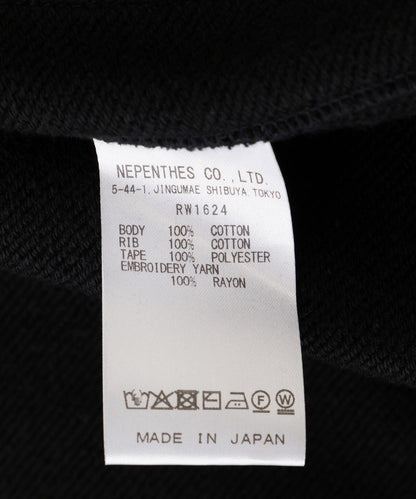 NEPENTHES CO.,LTD.
5-44-1, JINGUMAE SHIBUYA TOKYO
RW1624
BODY 100% COTTON
RIB 100% COTTON
TAPE 100% POLYESTER
EMBROIDERY YARN
100% RAYON
F W
MADE IN JAPAN